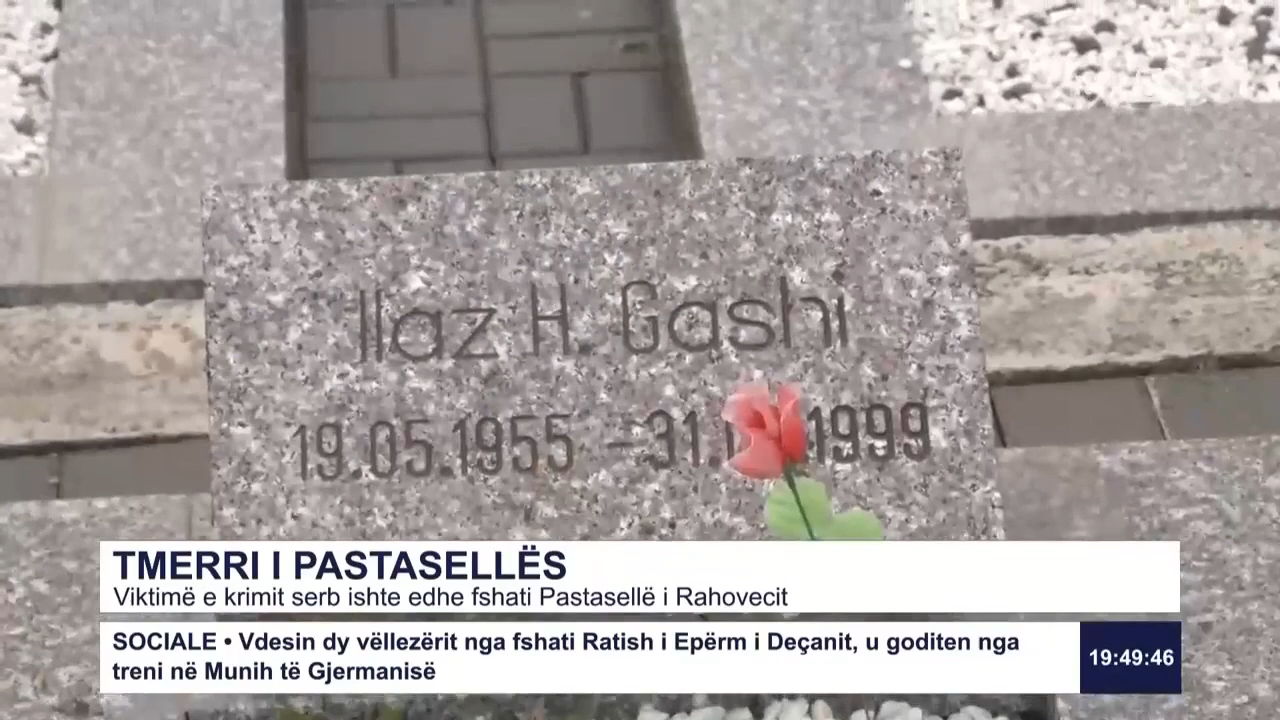 Ilaz H. Gashi
19.05.1955 - 31. 1999
TMERRI I PASTASELLËS
Viktimë e krimit serb ishte edhe fshati Pastasellë i Rahovecit
SOCIALE • Vdesin dy vëllezërit nga fshati Ratish i Epërm i Deçanit, u goditen nga
treni në Munih të Gjermanisë
19:49:46